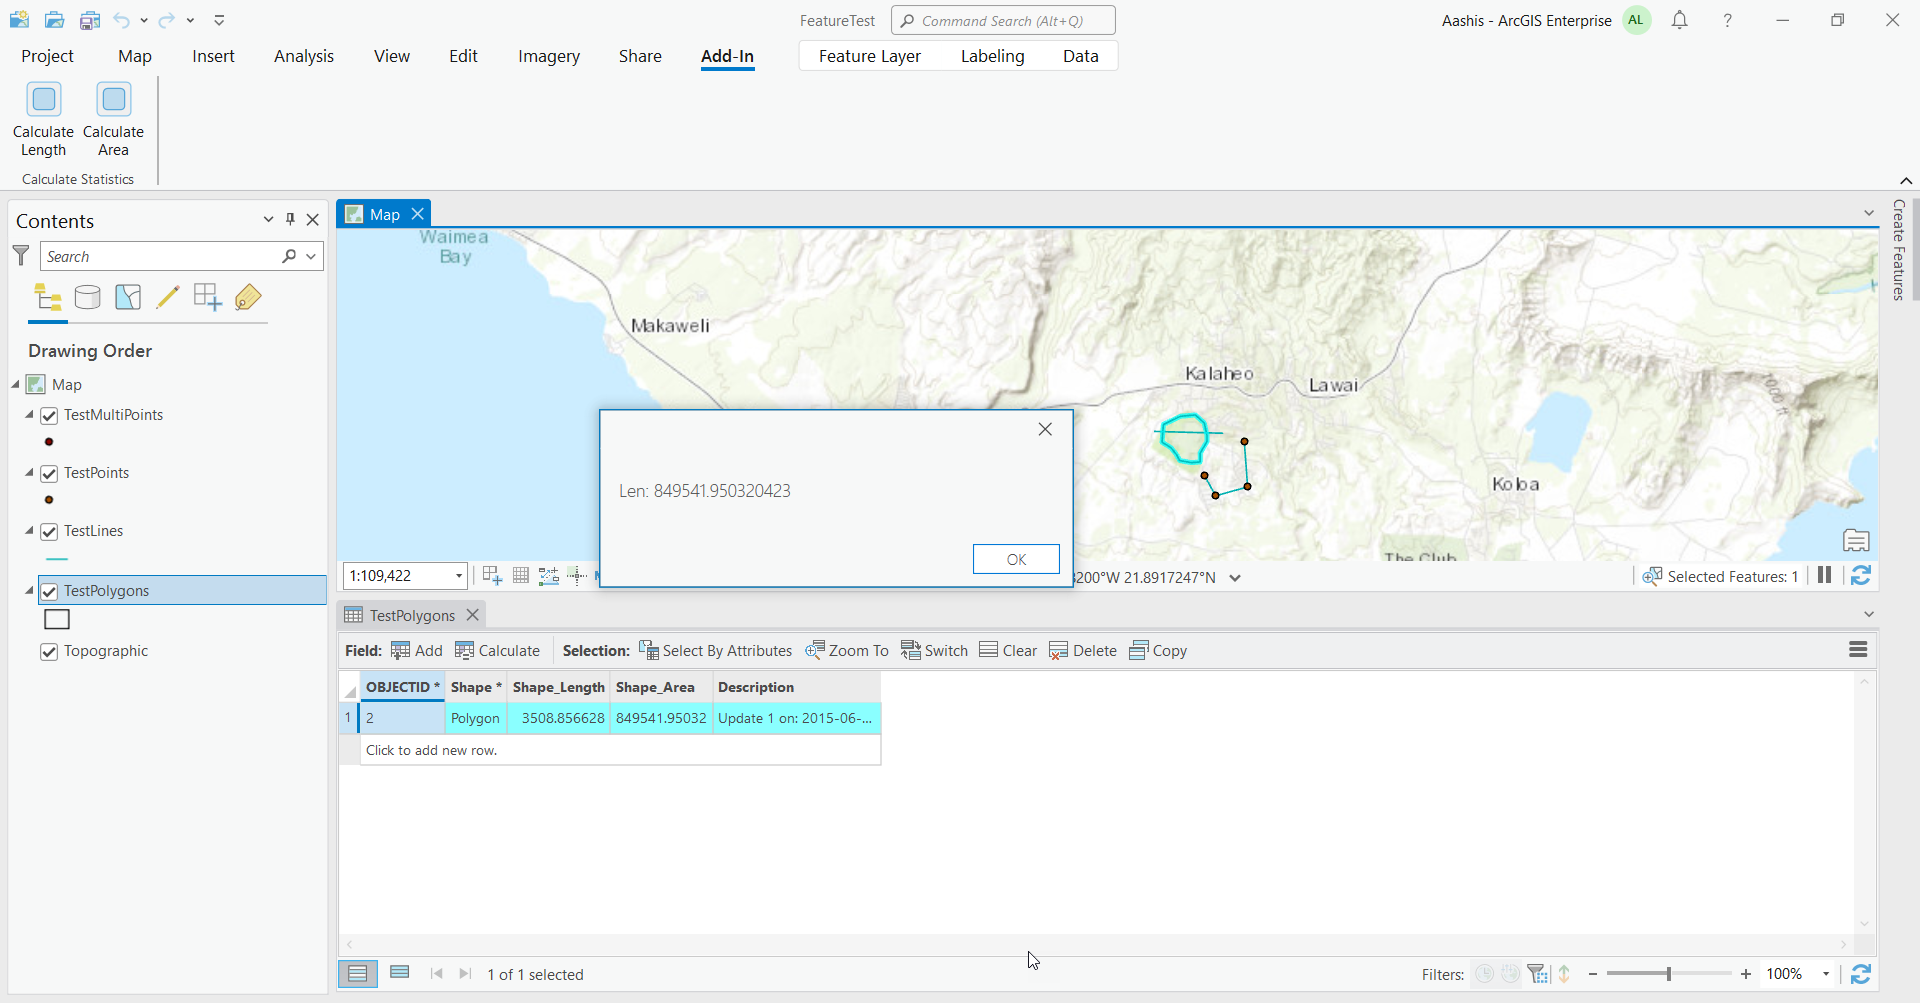 FeatureTest
Command Search (Alt+Q)
Aashis - ArcGIS Enterprise
AL
?
Project Map Insert Analysis View Edit Imagery Share Add-In Feature Layer Labeling Data
Calculate Length
Calculate Area
Calculate Statistics
Contents
Search
Drawing Order
Map
TestMultiPoints
TestPoints
TestLines
TestPolygons
Topographic
Map
Waimea
Bay
Makaweli
Kalaheo
Lawai
Koloa
1000 ft
The Club
Create Features
Len: 849541.950320423
OK
1:109,422
3200°W 21.8917247°N
Selected Features: 1
TestPolygons
Field: Add Calculate Selection: Select By Attributes Zoom To Switch Clear Delete Copy
OBJECTID * Shape * Shape_Length Shape_Area Description
1 2 Polygon 3508.856628 849541.95032 Update 1 on: 2015-06-...
Click to add new row.
1 of 1 selected
Filters:
100%